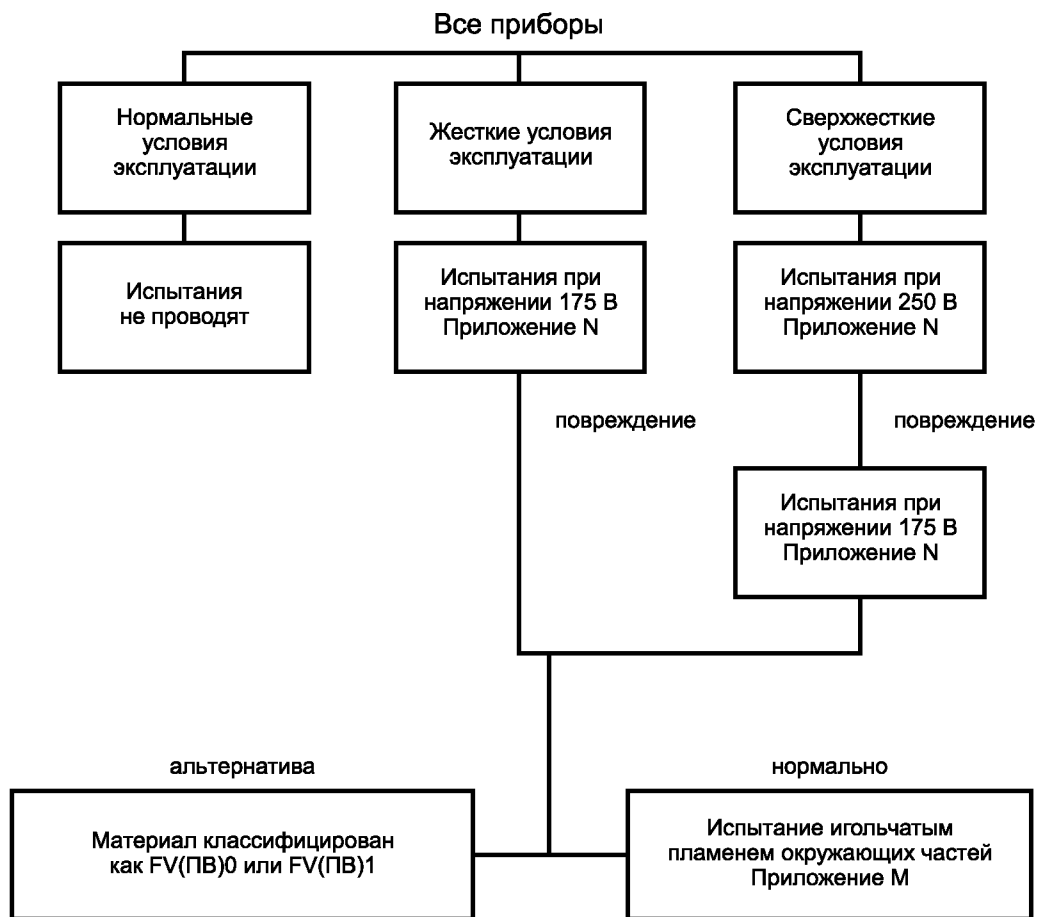 Все приборы
Нормальные
условия
эксплуатации
Жесткие условия
эксплуатации
Сверхжесткие
условия
эксплуатации
Испытания
не проводят
Испытания при
напряжении 175 В
Приложение N
Испытания при
напряжении 250 В
Приложение N
повреждение
повреждение
Испытания при
напряжении 175 В
Приложение N
альтернатива
нормально
Материал классифицирован
как FV(ПВ)0 или FV(ПВ)1
Испытание игольчатым
пламенем окружающих частей
Приложение М